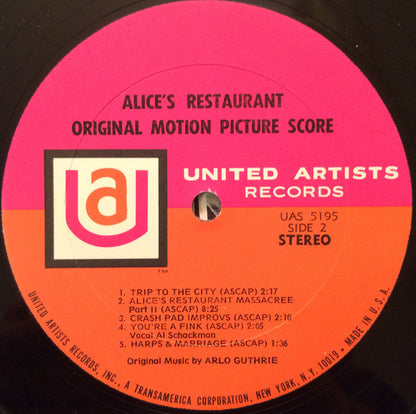 ALICE'S RESTAURANT
ORIGINAL MOTION PICTURE SCORE
ua
TM
UNITED ARTISTS
RECORDS
UAS 5195
SIDE 2
STEREO
1. TRIP TO THE CITY (ASCAP) 2:17
2. ALICE'S RESTAURANT MASSACREE
Part II (ASCAP) 8:25
3. CRASH PAD IMPROVS (ASCAP) 2:10
4. YOU'RE A FINK (ASCAP) 2:05
Vocal Al Schackman
5. HARPS & MARRIAGE (ASCAP) 1:36
Original Music by ARLO GUTHRIE
UNITED ARTISTS RECORDS, INC., A TRANSAMERICA CORPORATION, NEW YORK, N.Y. 10019 • MADE IN U.S.A.